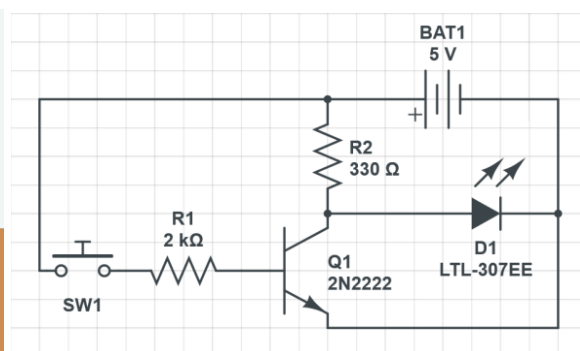 BAT1
5 V
+
R2
330 Ω
R1
2 kΩ
SW1
Q1
2N2222
D1
LTL-307EE